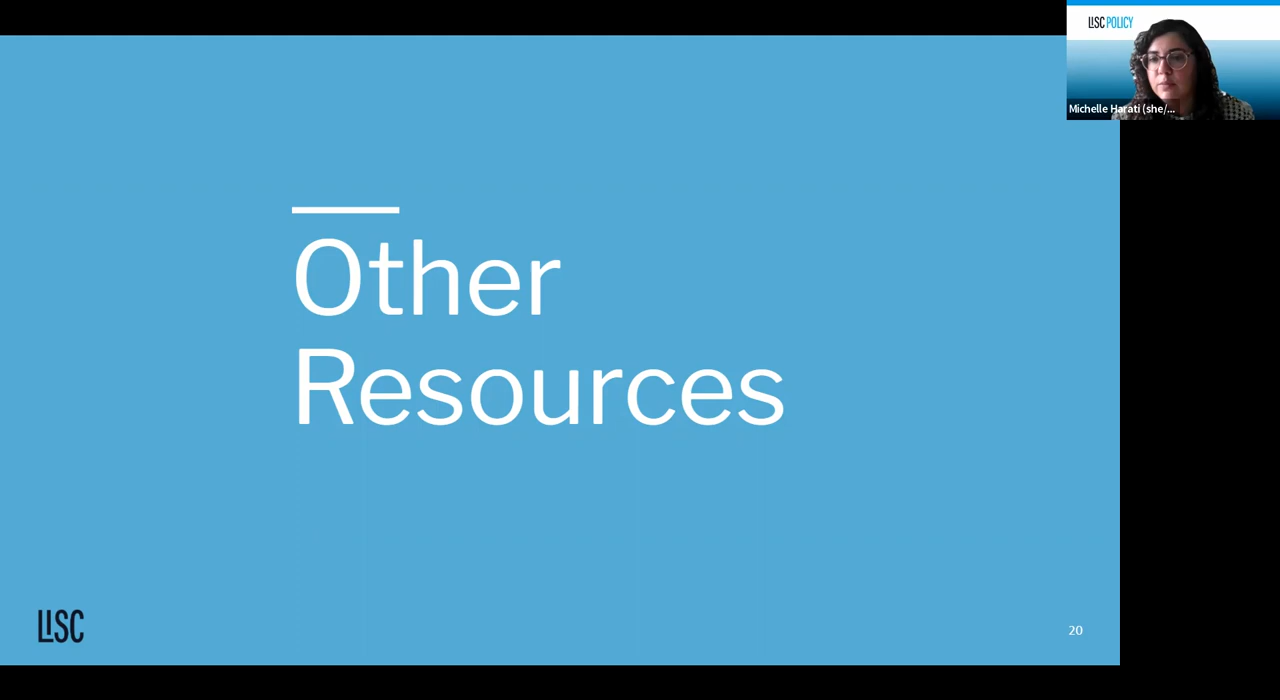 LISC POLICY
Michelle Harati (she/...
Other
Resources
LISC
20